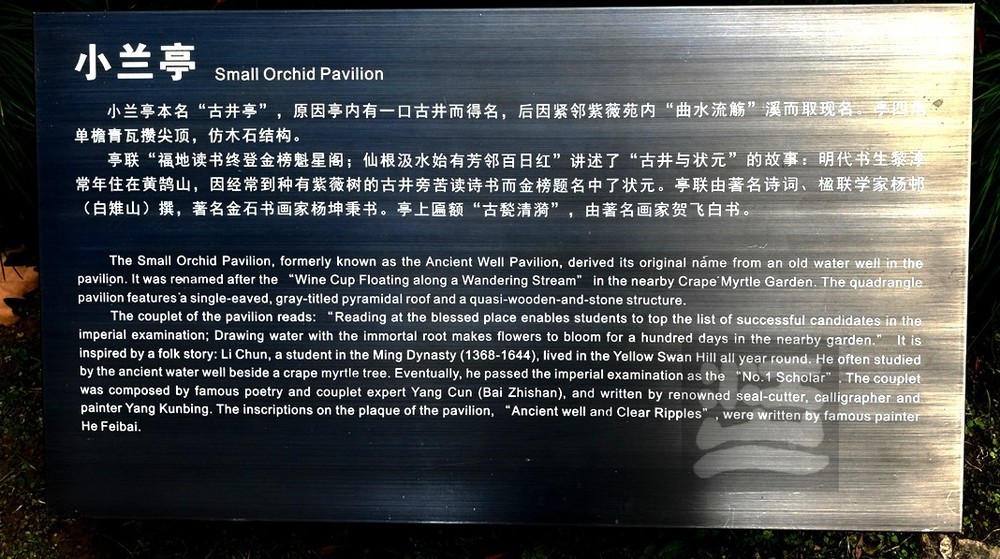 小兰亭 Small Orchid Pavilion
小兰亭本名“古井亭”，原因亭内有一口古井而得名，后因紧邻紫薇苑内“曲水流觞”溪而取现名。亭四角
单檐青瓦攒尖顶，仿木石结构。
亭联“福地读书终登金榜魁星阁；仙根汲水始有芳邻百日红”讲述了“古井与状元”的故事：明代书生黎淳
常年住在黄鹄山，因经常到种有紫薇树的古井旁苦读诗书而金榜题名中了状元。亭联由著名诗词、楹联学家杨邨
（白雉山）撰，著名金石书画家杨坤秉书。亭上匾额“古甃清漪”，由著名画家贺飞白书。
The Small Orchid Pavilion, formerly known as the Ancient Well Pavilion, derived its original name from an old water well in the
pavilion. It was renamed after the “Wine Cup Floating along a Wandering Stream” in the nearby Crape Myrtle Garden. The quadrangle
pavilion features a single-eaved, gray-titled pyramidal roof and a quasi-wooden-and-stone structure.
The couplet of the pavilion reads: “Reading at the blessed place enables students to top the list of successful candidates in the
imperial examination; Drawing water with the immortal root makes flowers to bloom for a hundred days in the nearby garden.” It is
inspired by a folk story: Li Chun, a student in the Ming Dynasty (1368-1644), lived in the Yellow Swan Hill all year round. He often studied
by the ancient water well beside a crape myrtle tree. Eventually, he passed the imperial examination as the “No.1 Scholar”. The couplet
was composed by famous poetry and couplet expert Yang Cun (Bai Zhishan), and written by renowned seal-cutter, calligrapher and
painter Yang Kunbing. The inscriptions on the plaque of the pavilion, “Ancient well and Clear Ripples”, were written by famous painter
He Feibai.